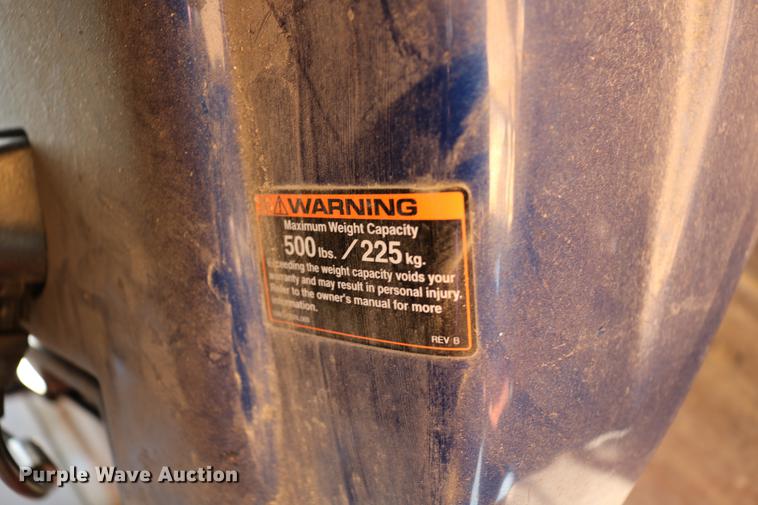 WARNING
Maximum Weight Capacity
500 lbs. / 225 kg.
Exceeding the weight capacity voids your
warranty and may result in personal injury.
Refer to the owner's manual for more
information.
REV B
Purple Wave Auction